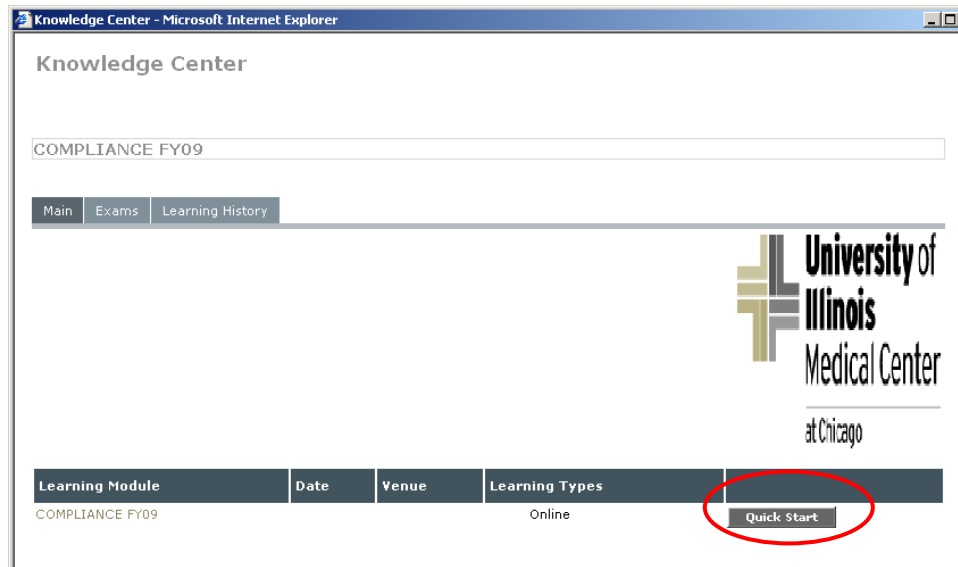 Knowledge Center - Microsoft Internet Explorer
Knowledge Center
COMPLIANCE FY09
Main Exams Learning History
University of
Illinois
Medical Center
at Chicago
Learning Module Date Venue Learning Types
COMPLIANCE FY09 Online Quick Start